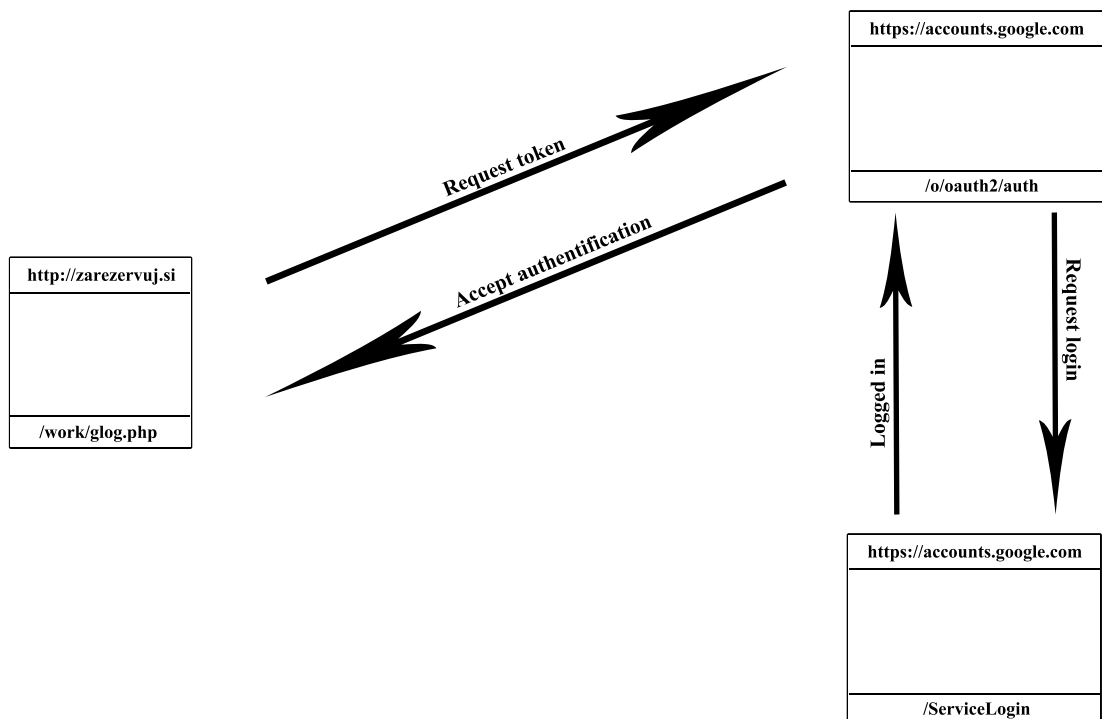 https://accounts.google.com
/o/oauth2/auth
Request token
Accept authentification
http://zarezervuj.si
/work/glog.php
Logged in
Request login
https://accounts.google.com
/ServiceLogin